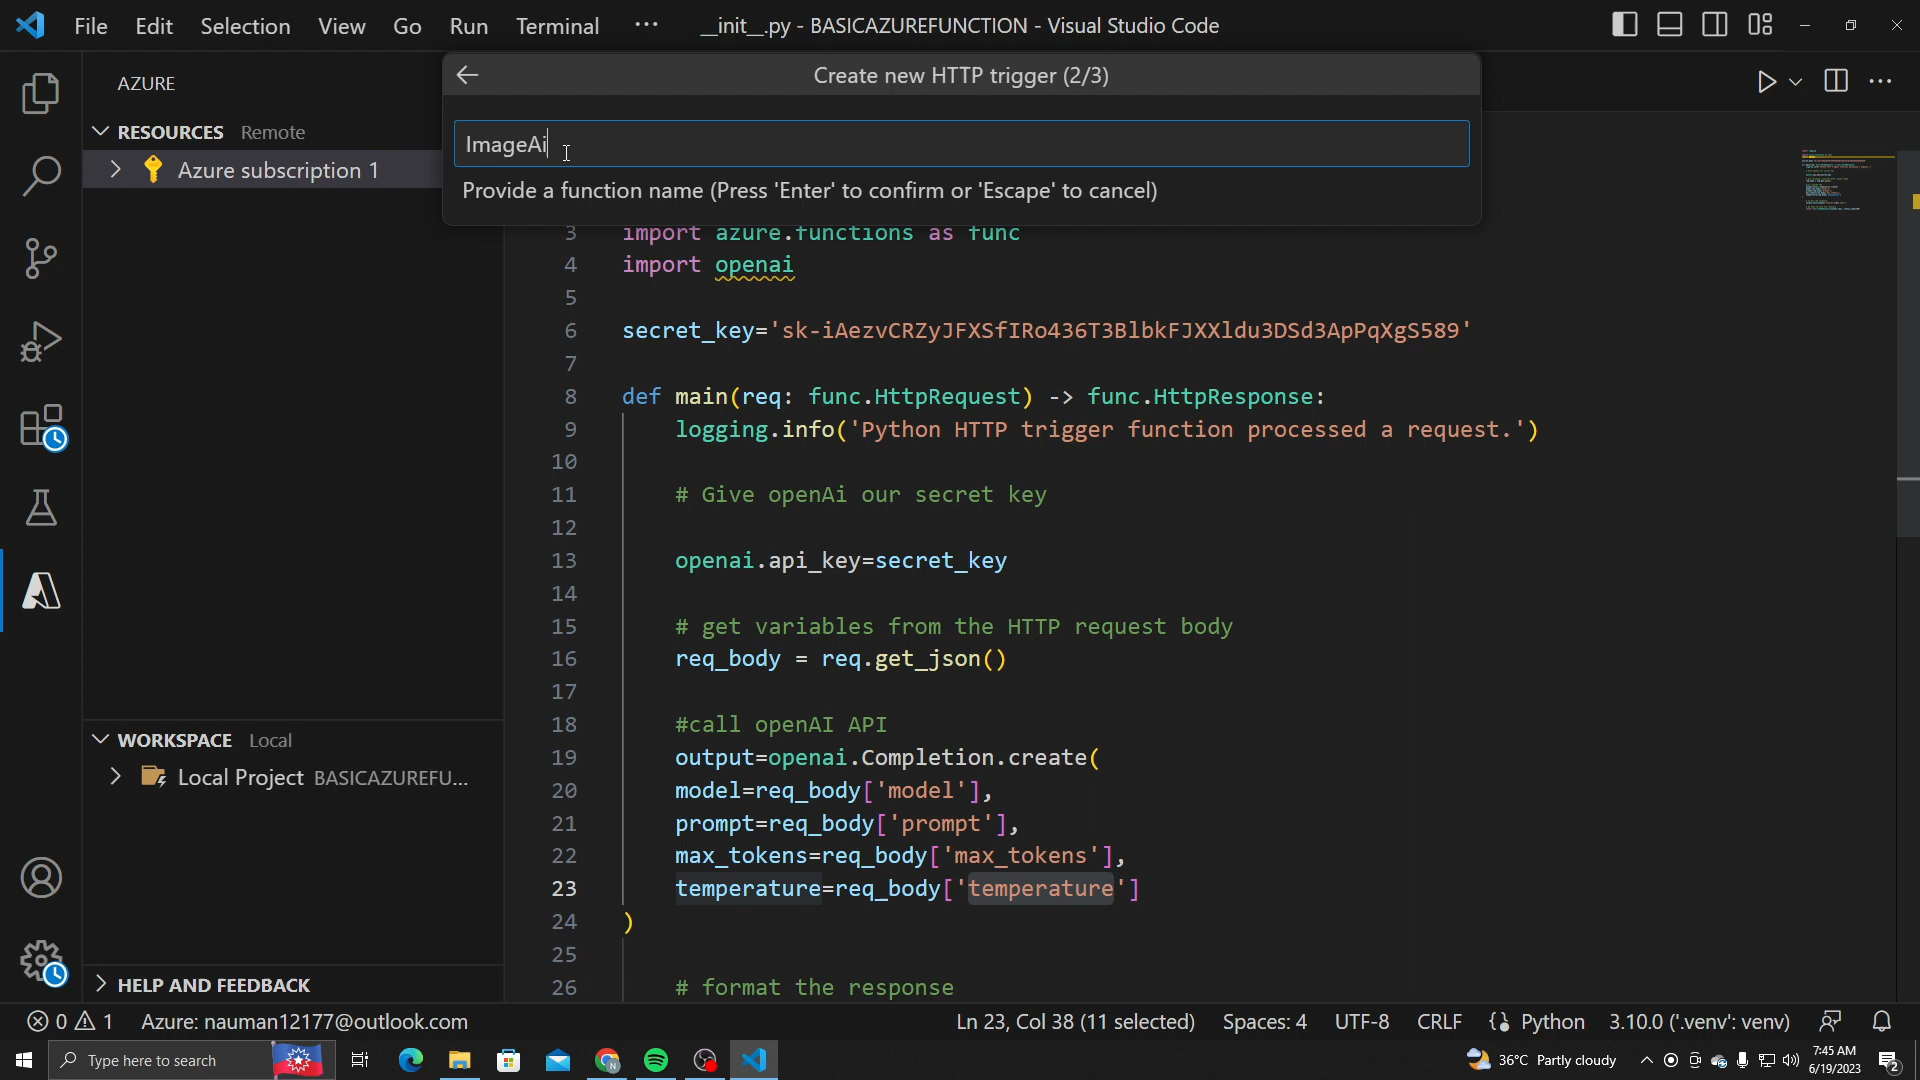 File Edit Selection View Go Run Terminal ··· __init__.py - BASICAZUREFUNCTION - Visual Studio Code
AZURE
Create new HTTP trigger (2/3)
RESOURCES Remote
ImageAi
Azure subscription 1
Provide a function name (Press 'Enter' to confirm or 'Escape' to cancel)
3 import azure.functions as func
4 import openai
5
6 secret_key='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'
7
8 def main(req: func.HttpRequest) -> func.HttpResponse:
9 logging.info('Python HTTP trigger function processed a request.')
10
11 # Give openAi our secret key
12
13 openai.api_key=secret_key
14
15 # get variables from the HTTP request body
16 req_body = req.get_json()
17
18 #call openAI API
19 output=openai.Completion.create(
20 model=req_body['model'],
21 prompt=req_body['prompt'],
22 max_tokens=req_body['max_tokens'],
23 temperature=req_body['temperature']
24 )
25
26 # format the response
WORKSPACE Local
Local Project BASICAZUREFU...
HELP AND FEEDBACK
0 1 Azure: nauman12177@outlook.com Ln 23, Col 38 (11 selected) Spaces: 4 UTF-8 CRLF {} Python 3.10.0 ('.venv': venv)
Type here to search N 36°C Partly cloudy 7:45 AM 6/19/2023 2